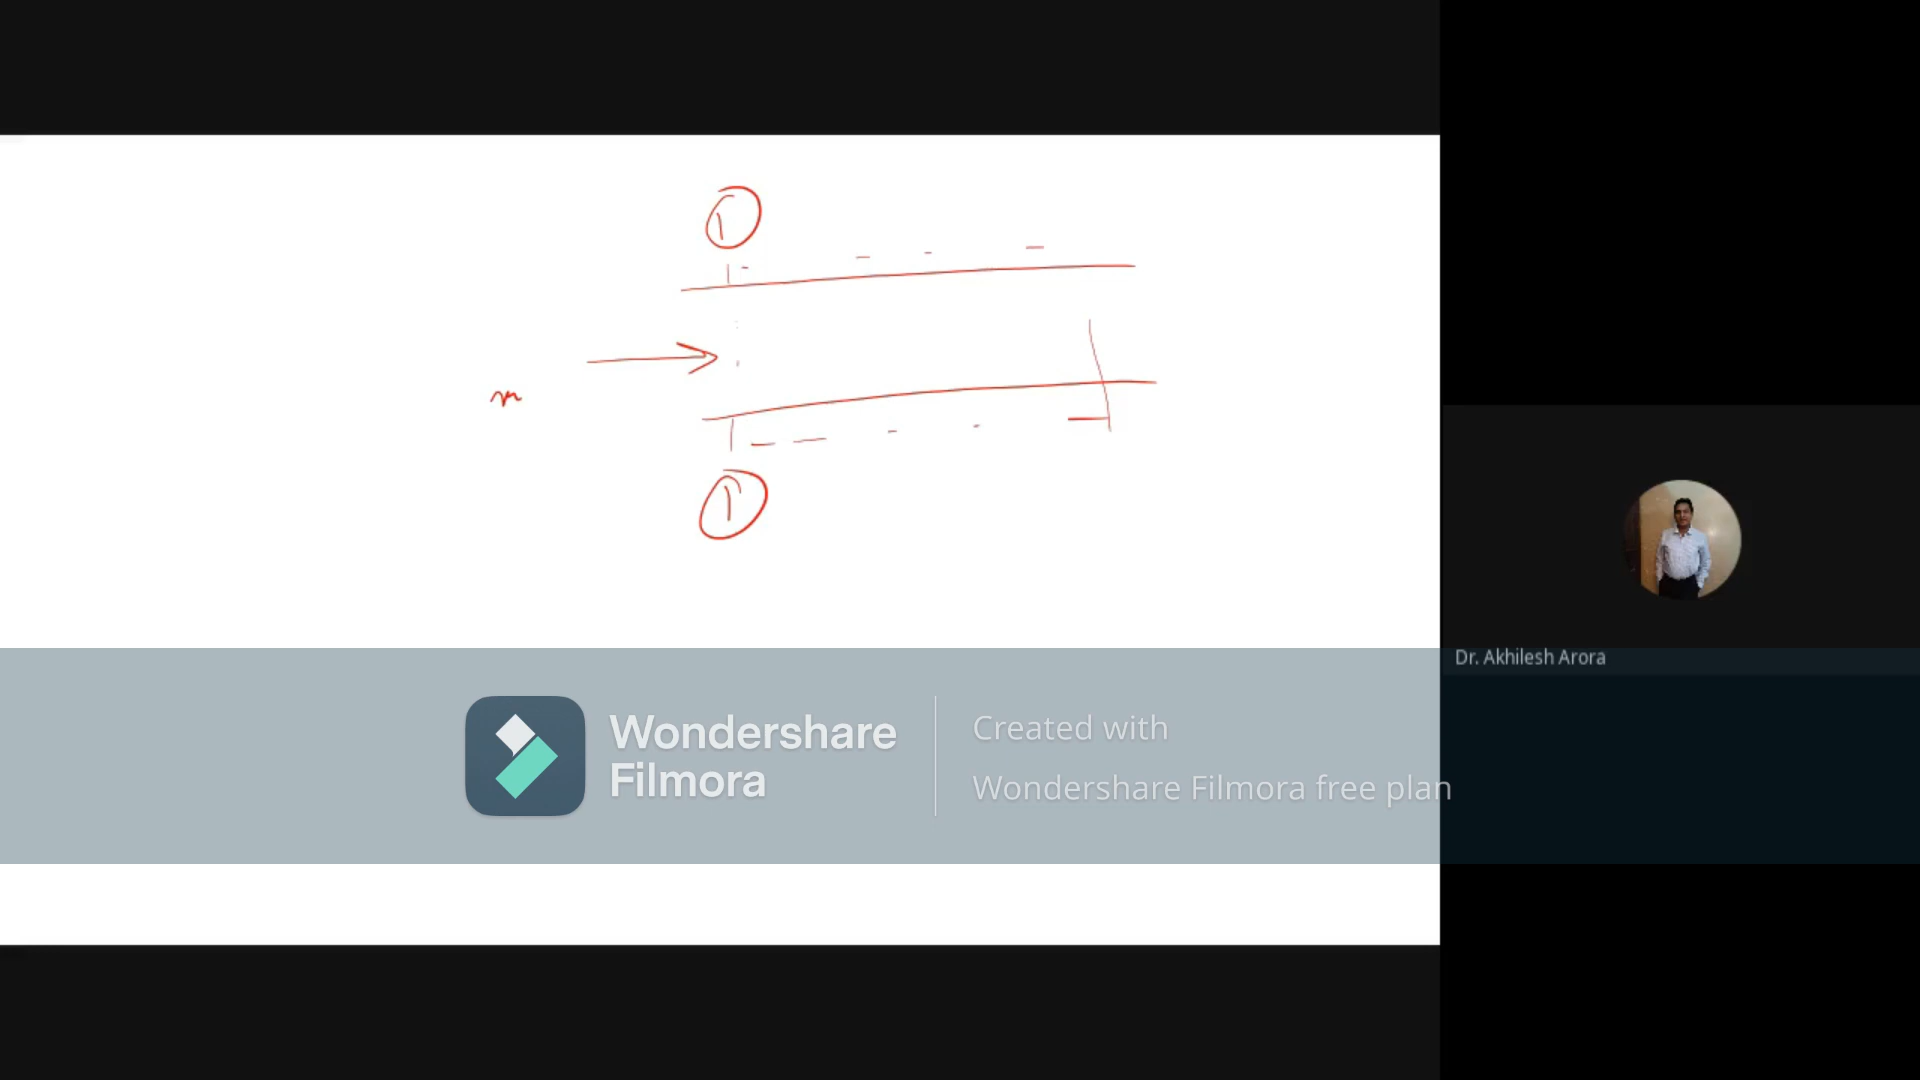 1
m
1
Dr. Akhilesh Arora
Wondershare
Filmora
Created with
Wondershare Filmora free plan